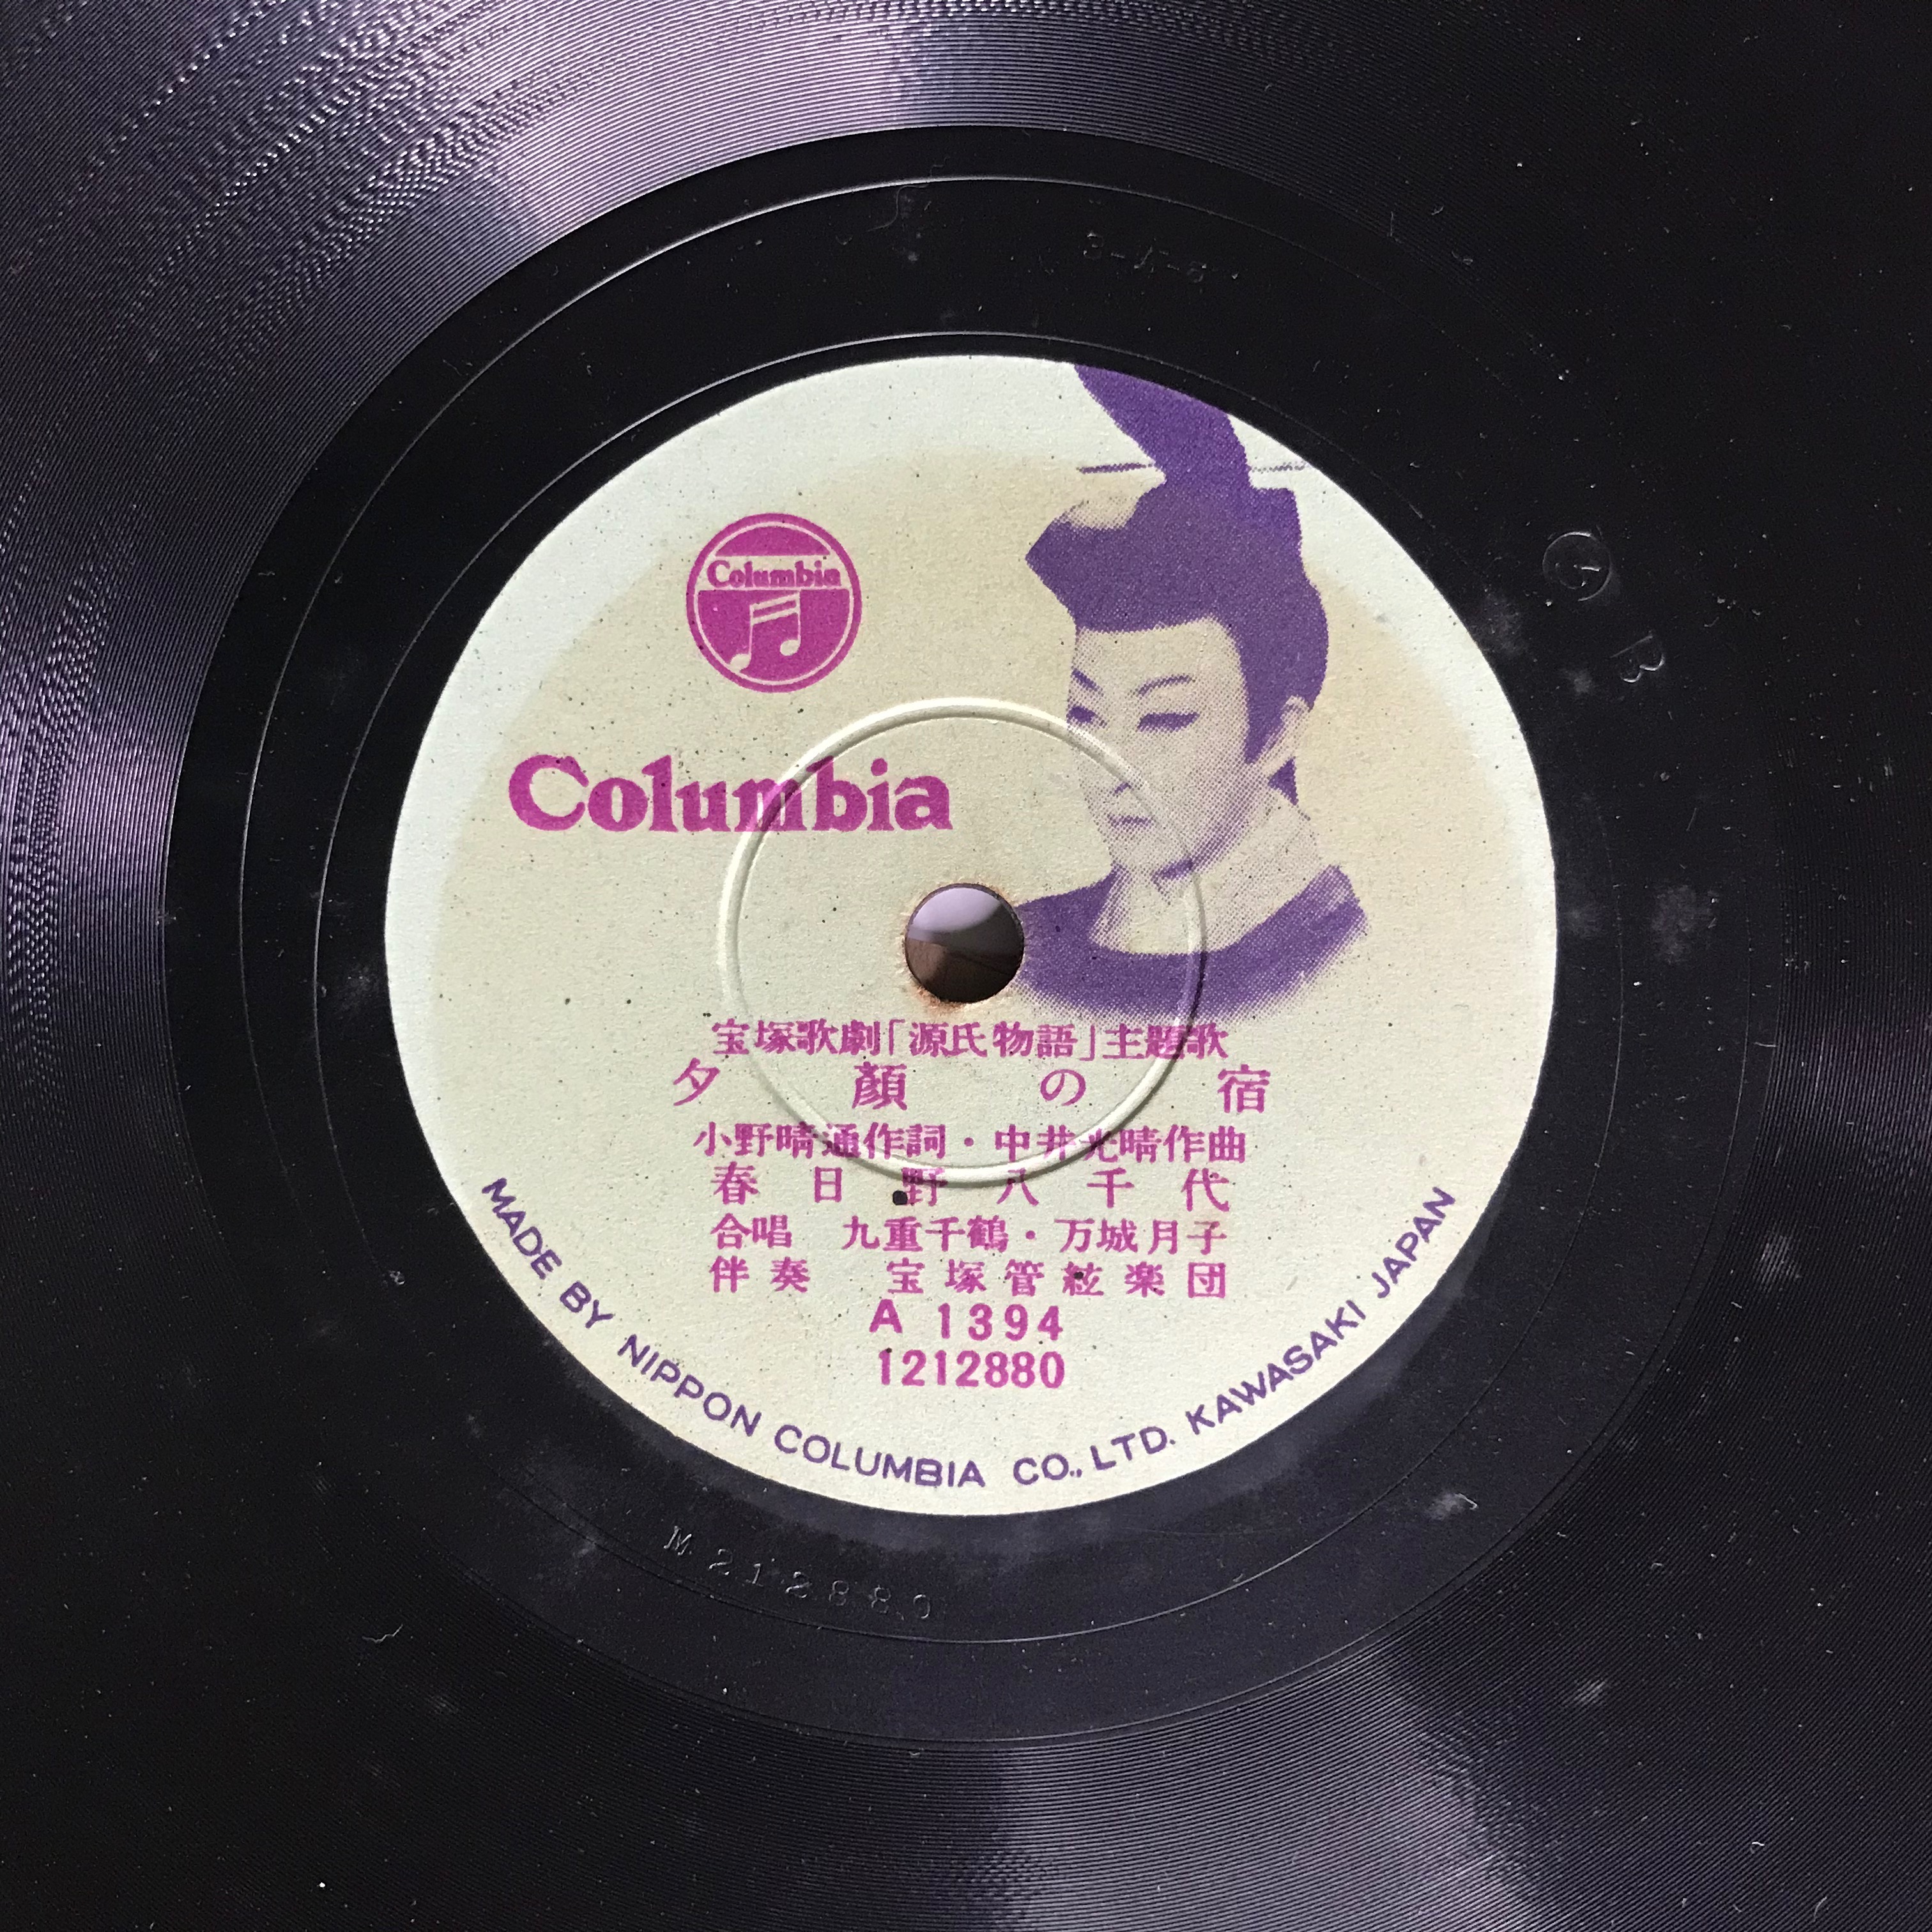 Columbia
Columbia
宝塚歌劇「源氏物語」主題歌
夕顔の宿
小野晴通作詞・中井光晴作曲
春日野八千代
合唱 九重千鶴・万城月子
伴奏 宝塚管絃楽団
A 1394
1212880
MADE BY NIPPON COLUMBIA CO., LTD. KAWASAKI JAPAN
M 212880
B